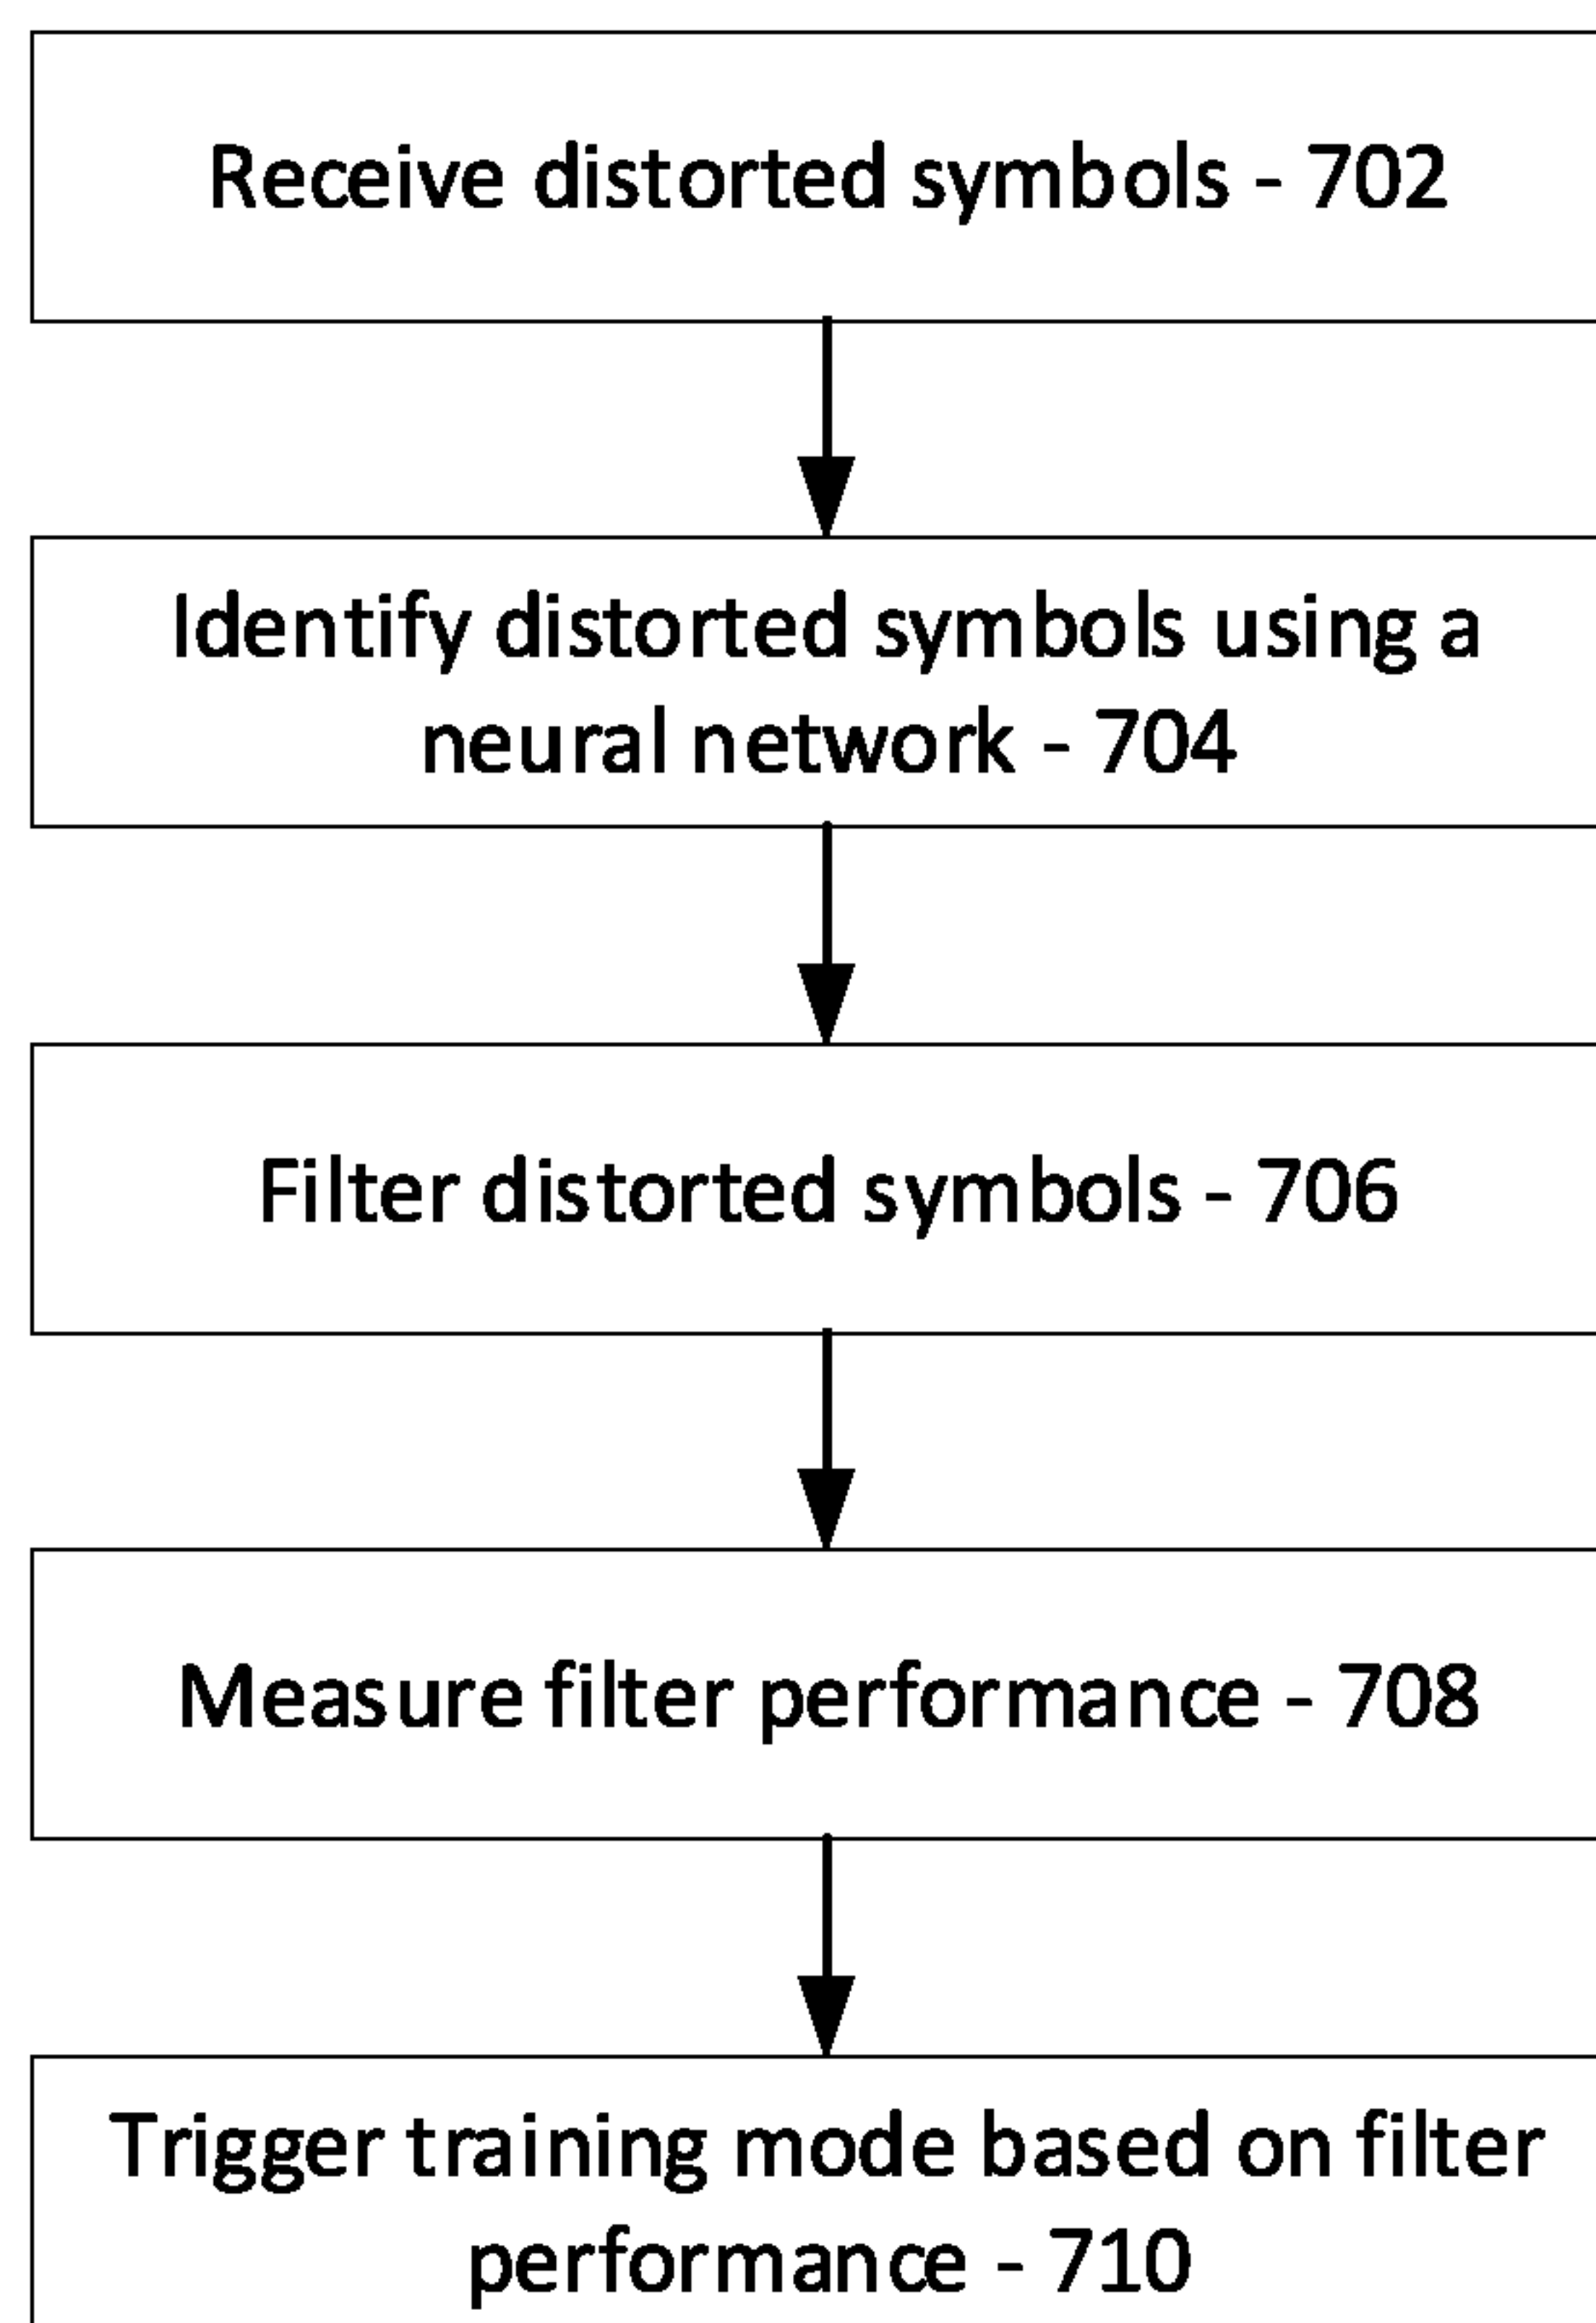 Receive distorted symbols - 702
Identify distorted symbols using a
neural network - 704
Filter distorted symbols - 706
Measure filter performance - 708
Trigger training mode based on filter
performance - 710